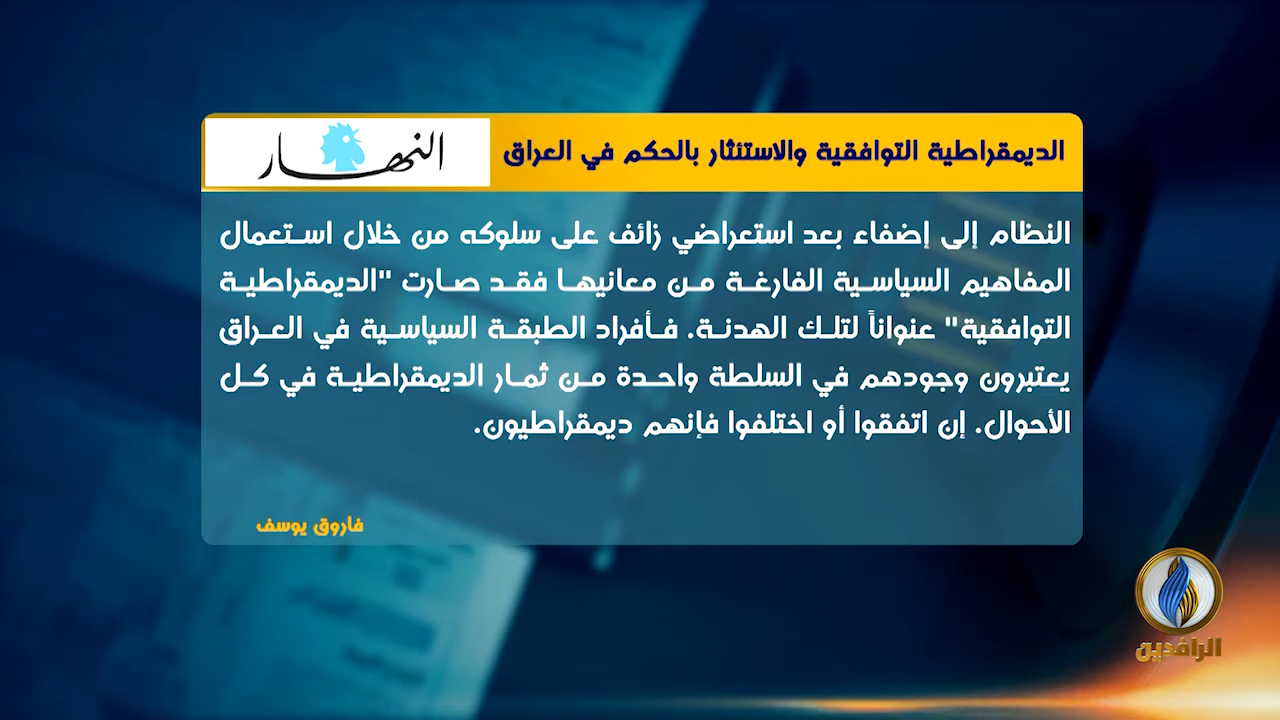 الديمقراطية التوافقية والاستئثار بالحكم في العراق
النهار
النظام إلى إضفاء بعد استعراضي زائف على سلوكه من خلال استعمال
المفاهيم السياسية الفارغة من معانيها فقد صارت "الديمقراطية
التوافقية" عنواناً لتلك الهدنة. فأفراد الطبقة السياسية في العراق
يعتبرون وجودهم في السلطة واحدة من ثمار الديمقراطية في كل
الأحوال. إن اتفقوا أو اختلفوا فإنهم ديمقراطيون.
فاروق يوسف
الرافدين